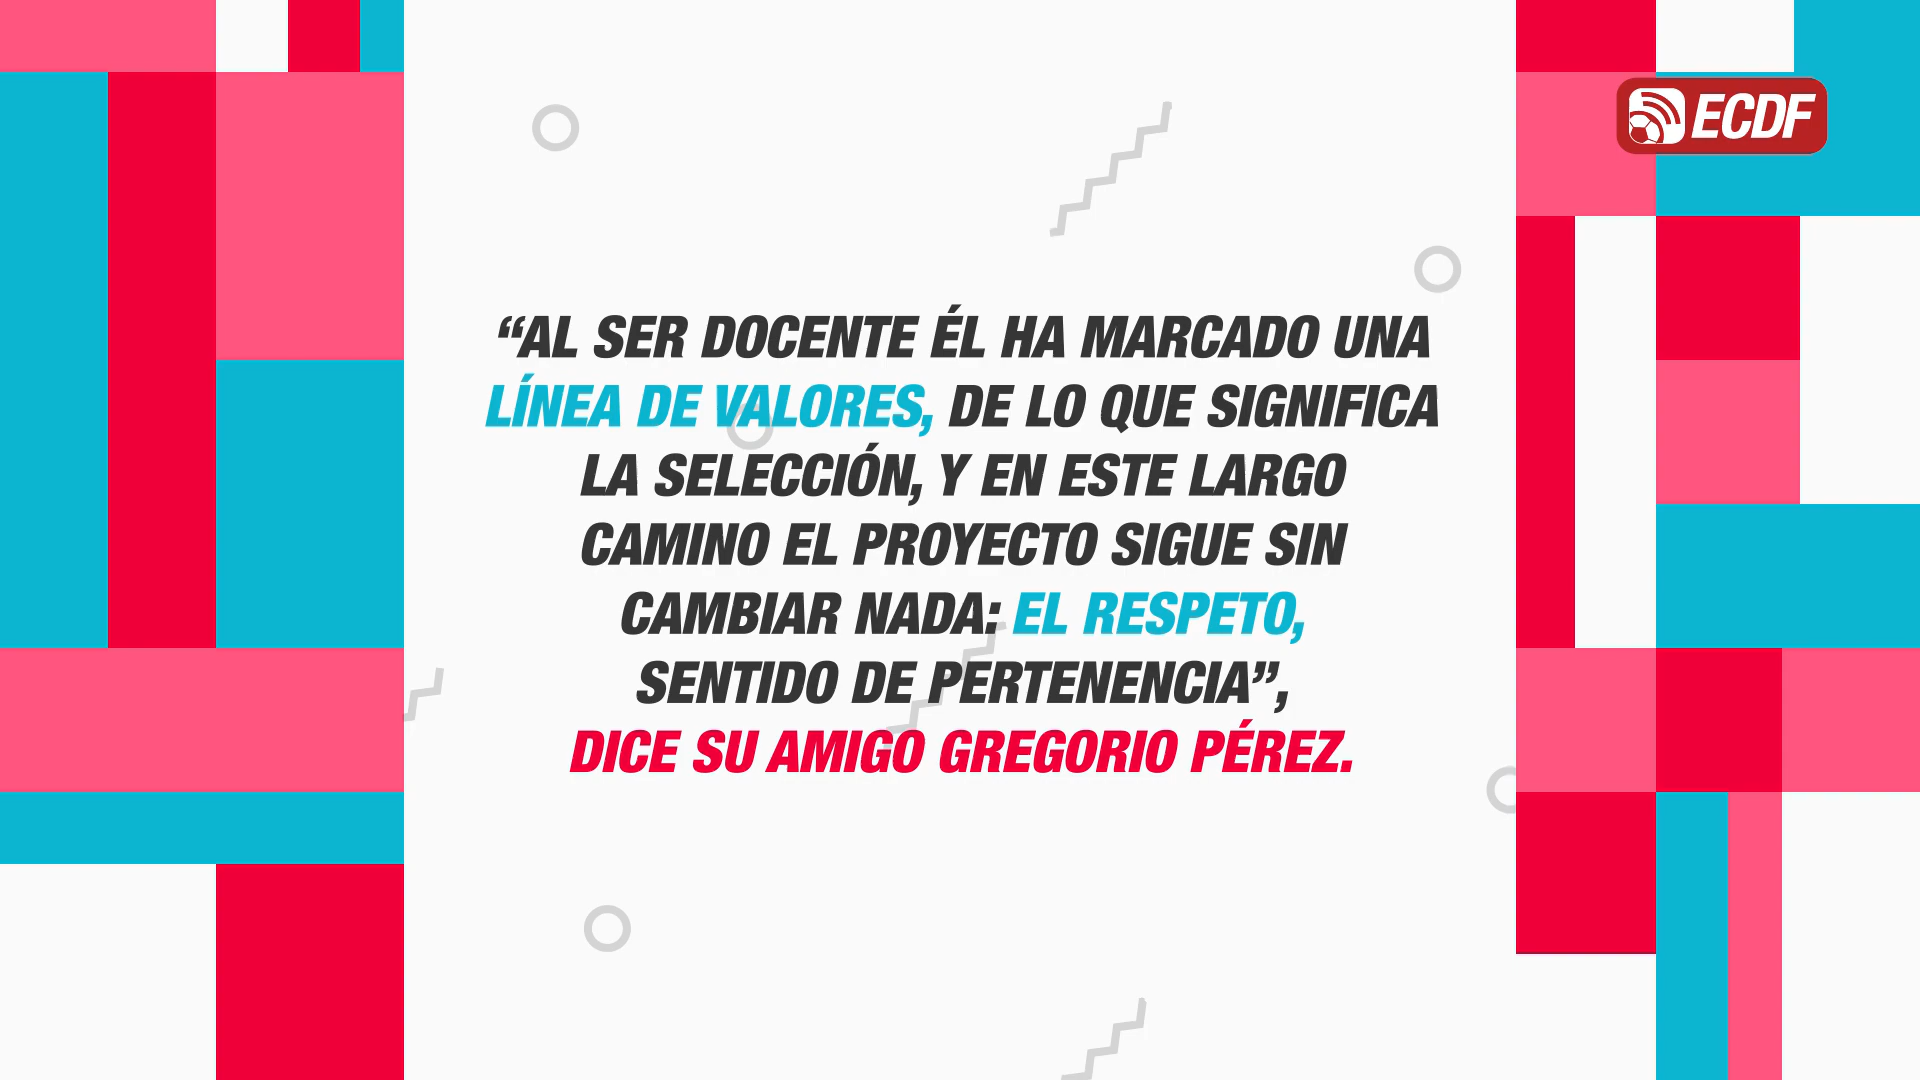 ECDF
“AL SER DOCENTE ÉL HA MARCADO UNA
LÍNEA DE VALORES, DE LO QUE SIGNIFICA
LA SELECCIÓN, Y EN ESTE LARGO
CAMINO EL PROYECTO SIGUE SIN
CAMBIAR NADA: EL RESPETO,
SENTIDO DE PERTENENCIA”,
DICE SU AMIGO GREGORIO PÉREZ.